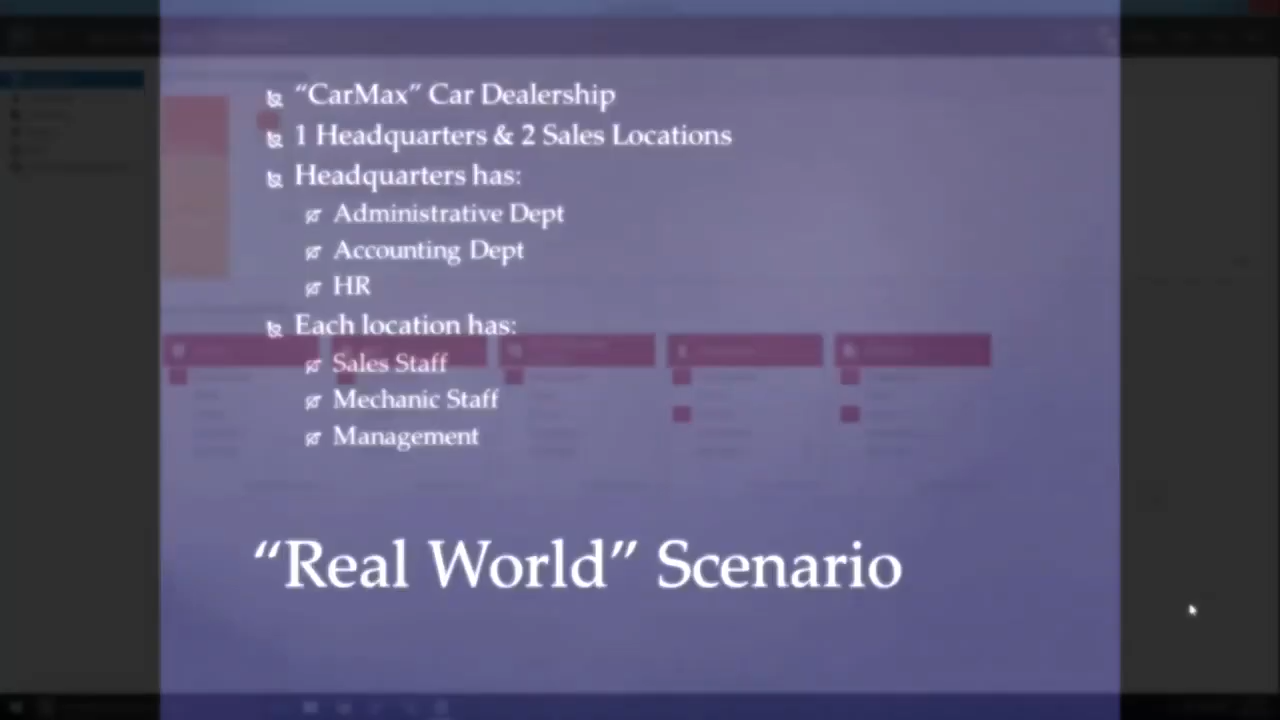 “CarMax” Car Dealership
1 Headquarters & 2 Sales Locations
Headquarters has:
Administrative Dept
Accounting Dept
HR
Each location has:
Sales Staff
Mechanic Staff
Management
“Real World” Scenario